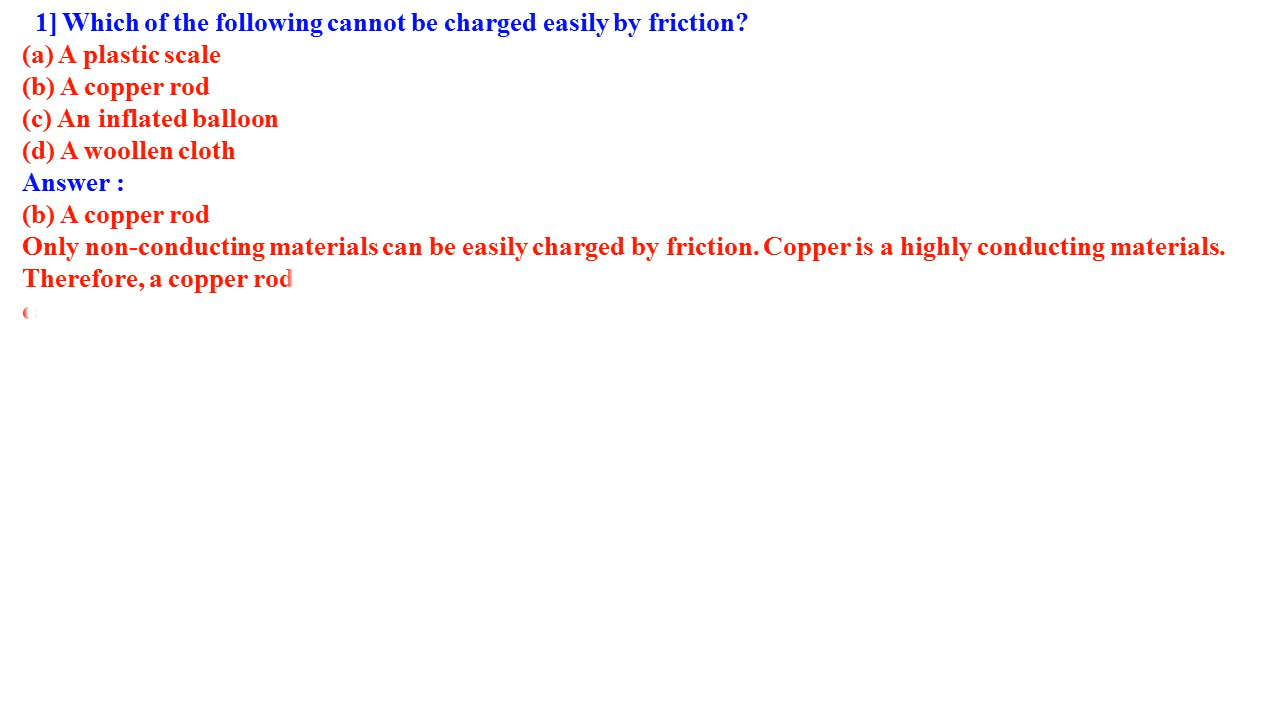 1] Which of the following cannot be charged easily by friction?
(a) A plastic scale
(b) A copper rod
(c) An inflated balloon
(d) A woollen cloth
Answer :
(b) A copper rod
Only non-conducting materials can be easily charged by friction. Copper is a highly conducting materials.
Therefore, a copper rod